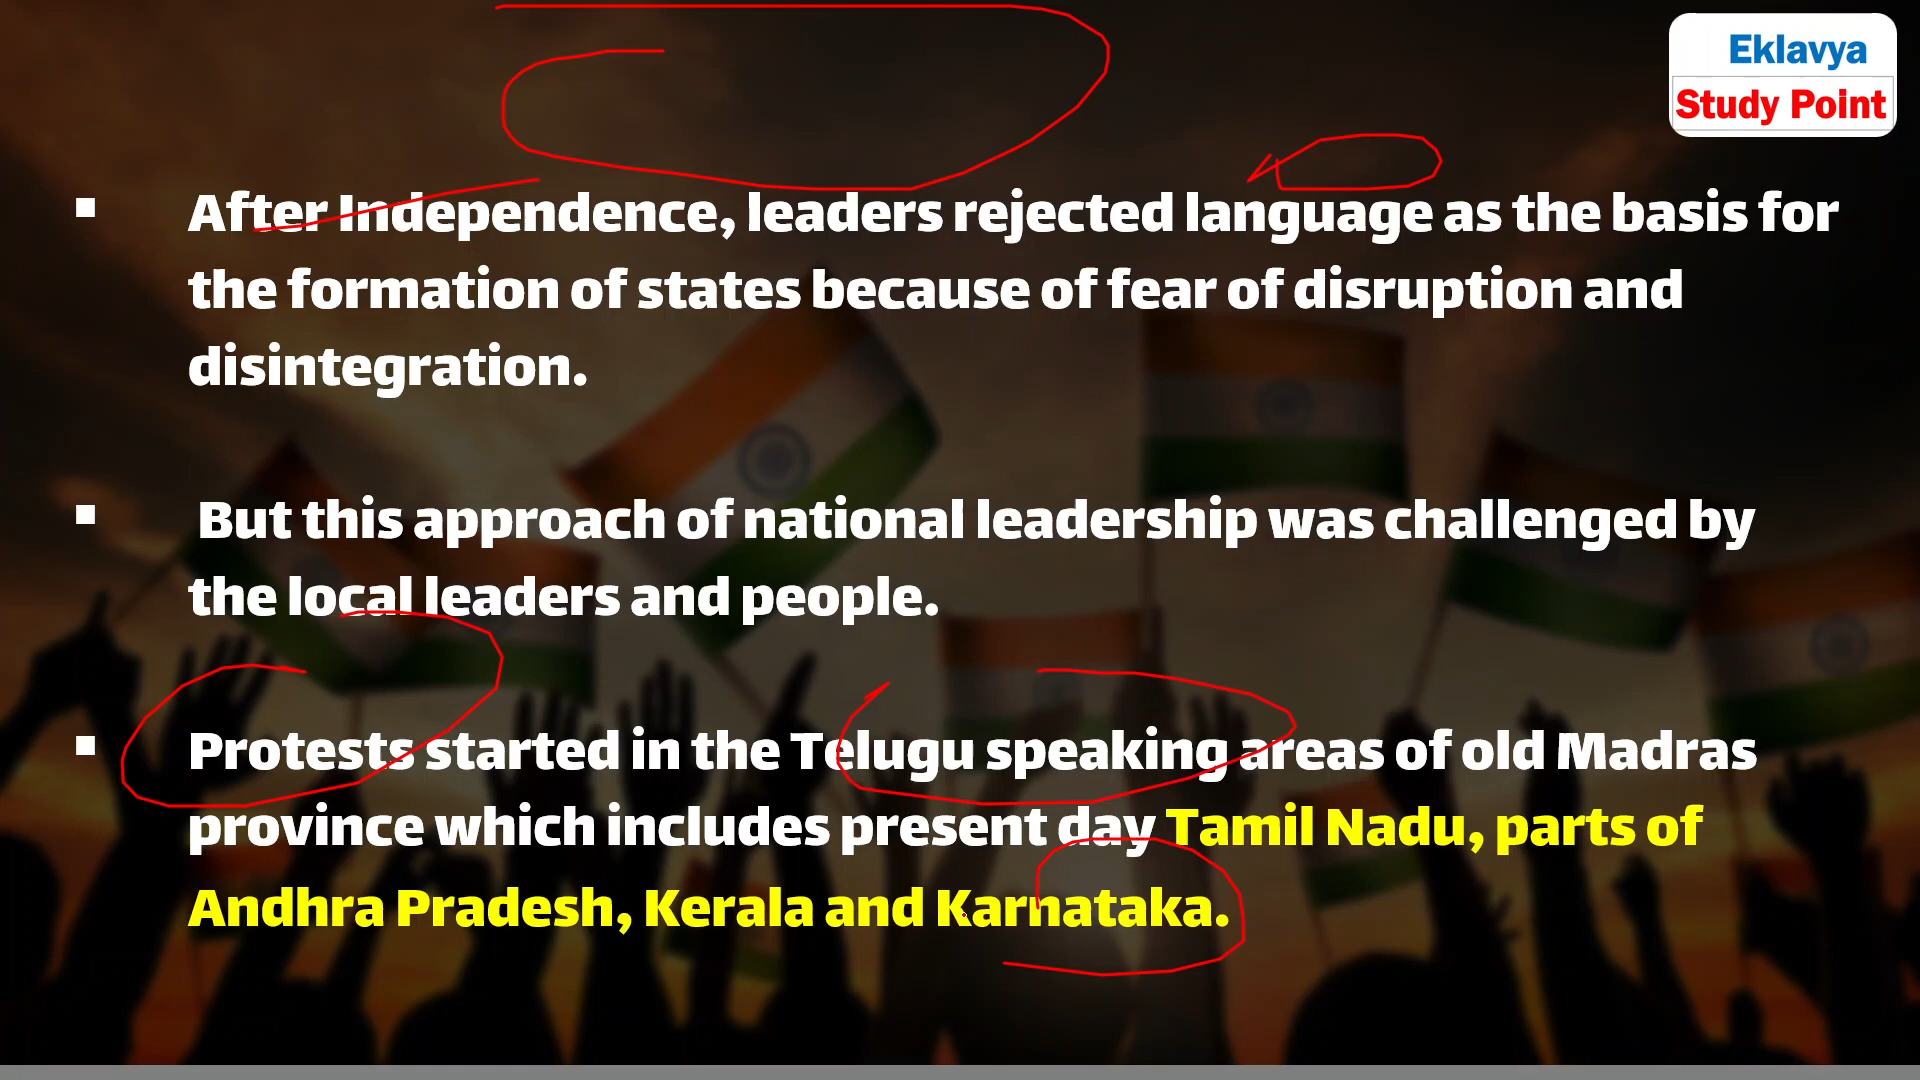 Eklavya
Study Point
▪ After Independence, leaders rejected language as the basis for
the formation of states because of fear of disruption and
disintegration.
▪ But this approach of national leadership was challenged by
the local leaders and people.
▪ Protests started in the Telugu speaking areas of old Madras
province which includes present day Tamil Nadu, parts of
Andhra Pradesh, Kerala and Karnataka.